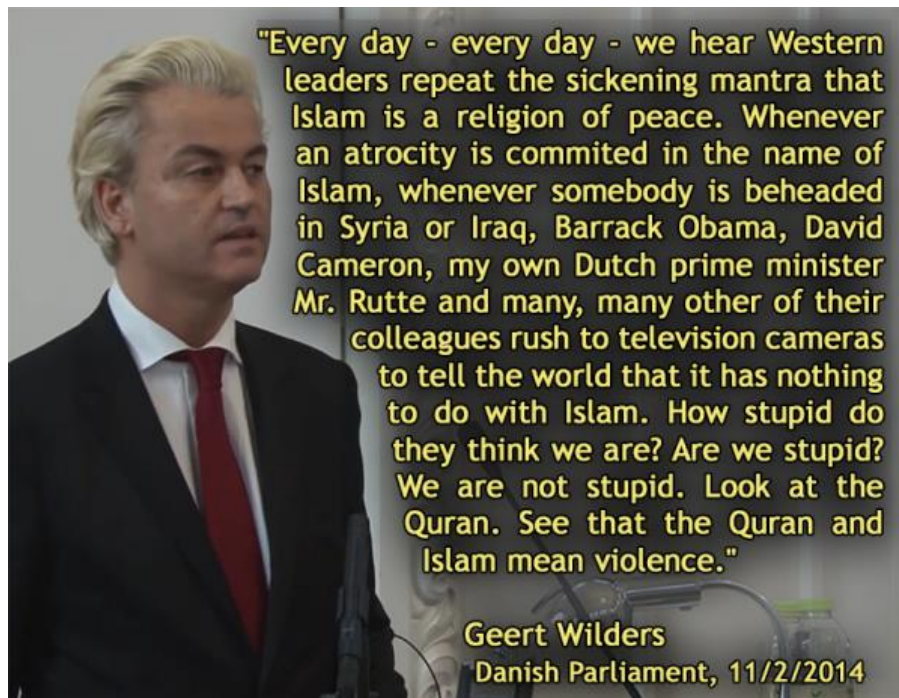 "Every day - every day - we hear Western
leaders repeat the sickening mantra that
Islam is a religion of peace. Whenever
an atrocity is commited in the name of
Islam, whenever somebody is beheaded
in Syria or Iraq, Barrack Obama, David
Cameron, my own Dutch prime minister
Mr. Rutte and many, many other of their
colleagues rush to television cameras
to tell the world that it has nothing
to do with Islam. How stupid do
they think we are? Are we stupid?
We are not stupid. Look at the
Quran. See that the Quran and
Islam mean violence."
Geert Wilders
Danish Parliament, 11/2/2014